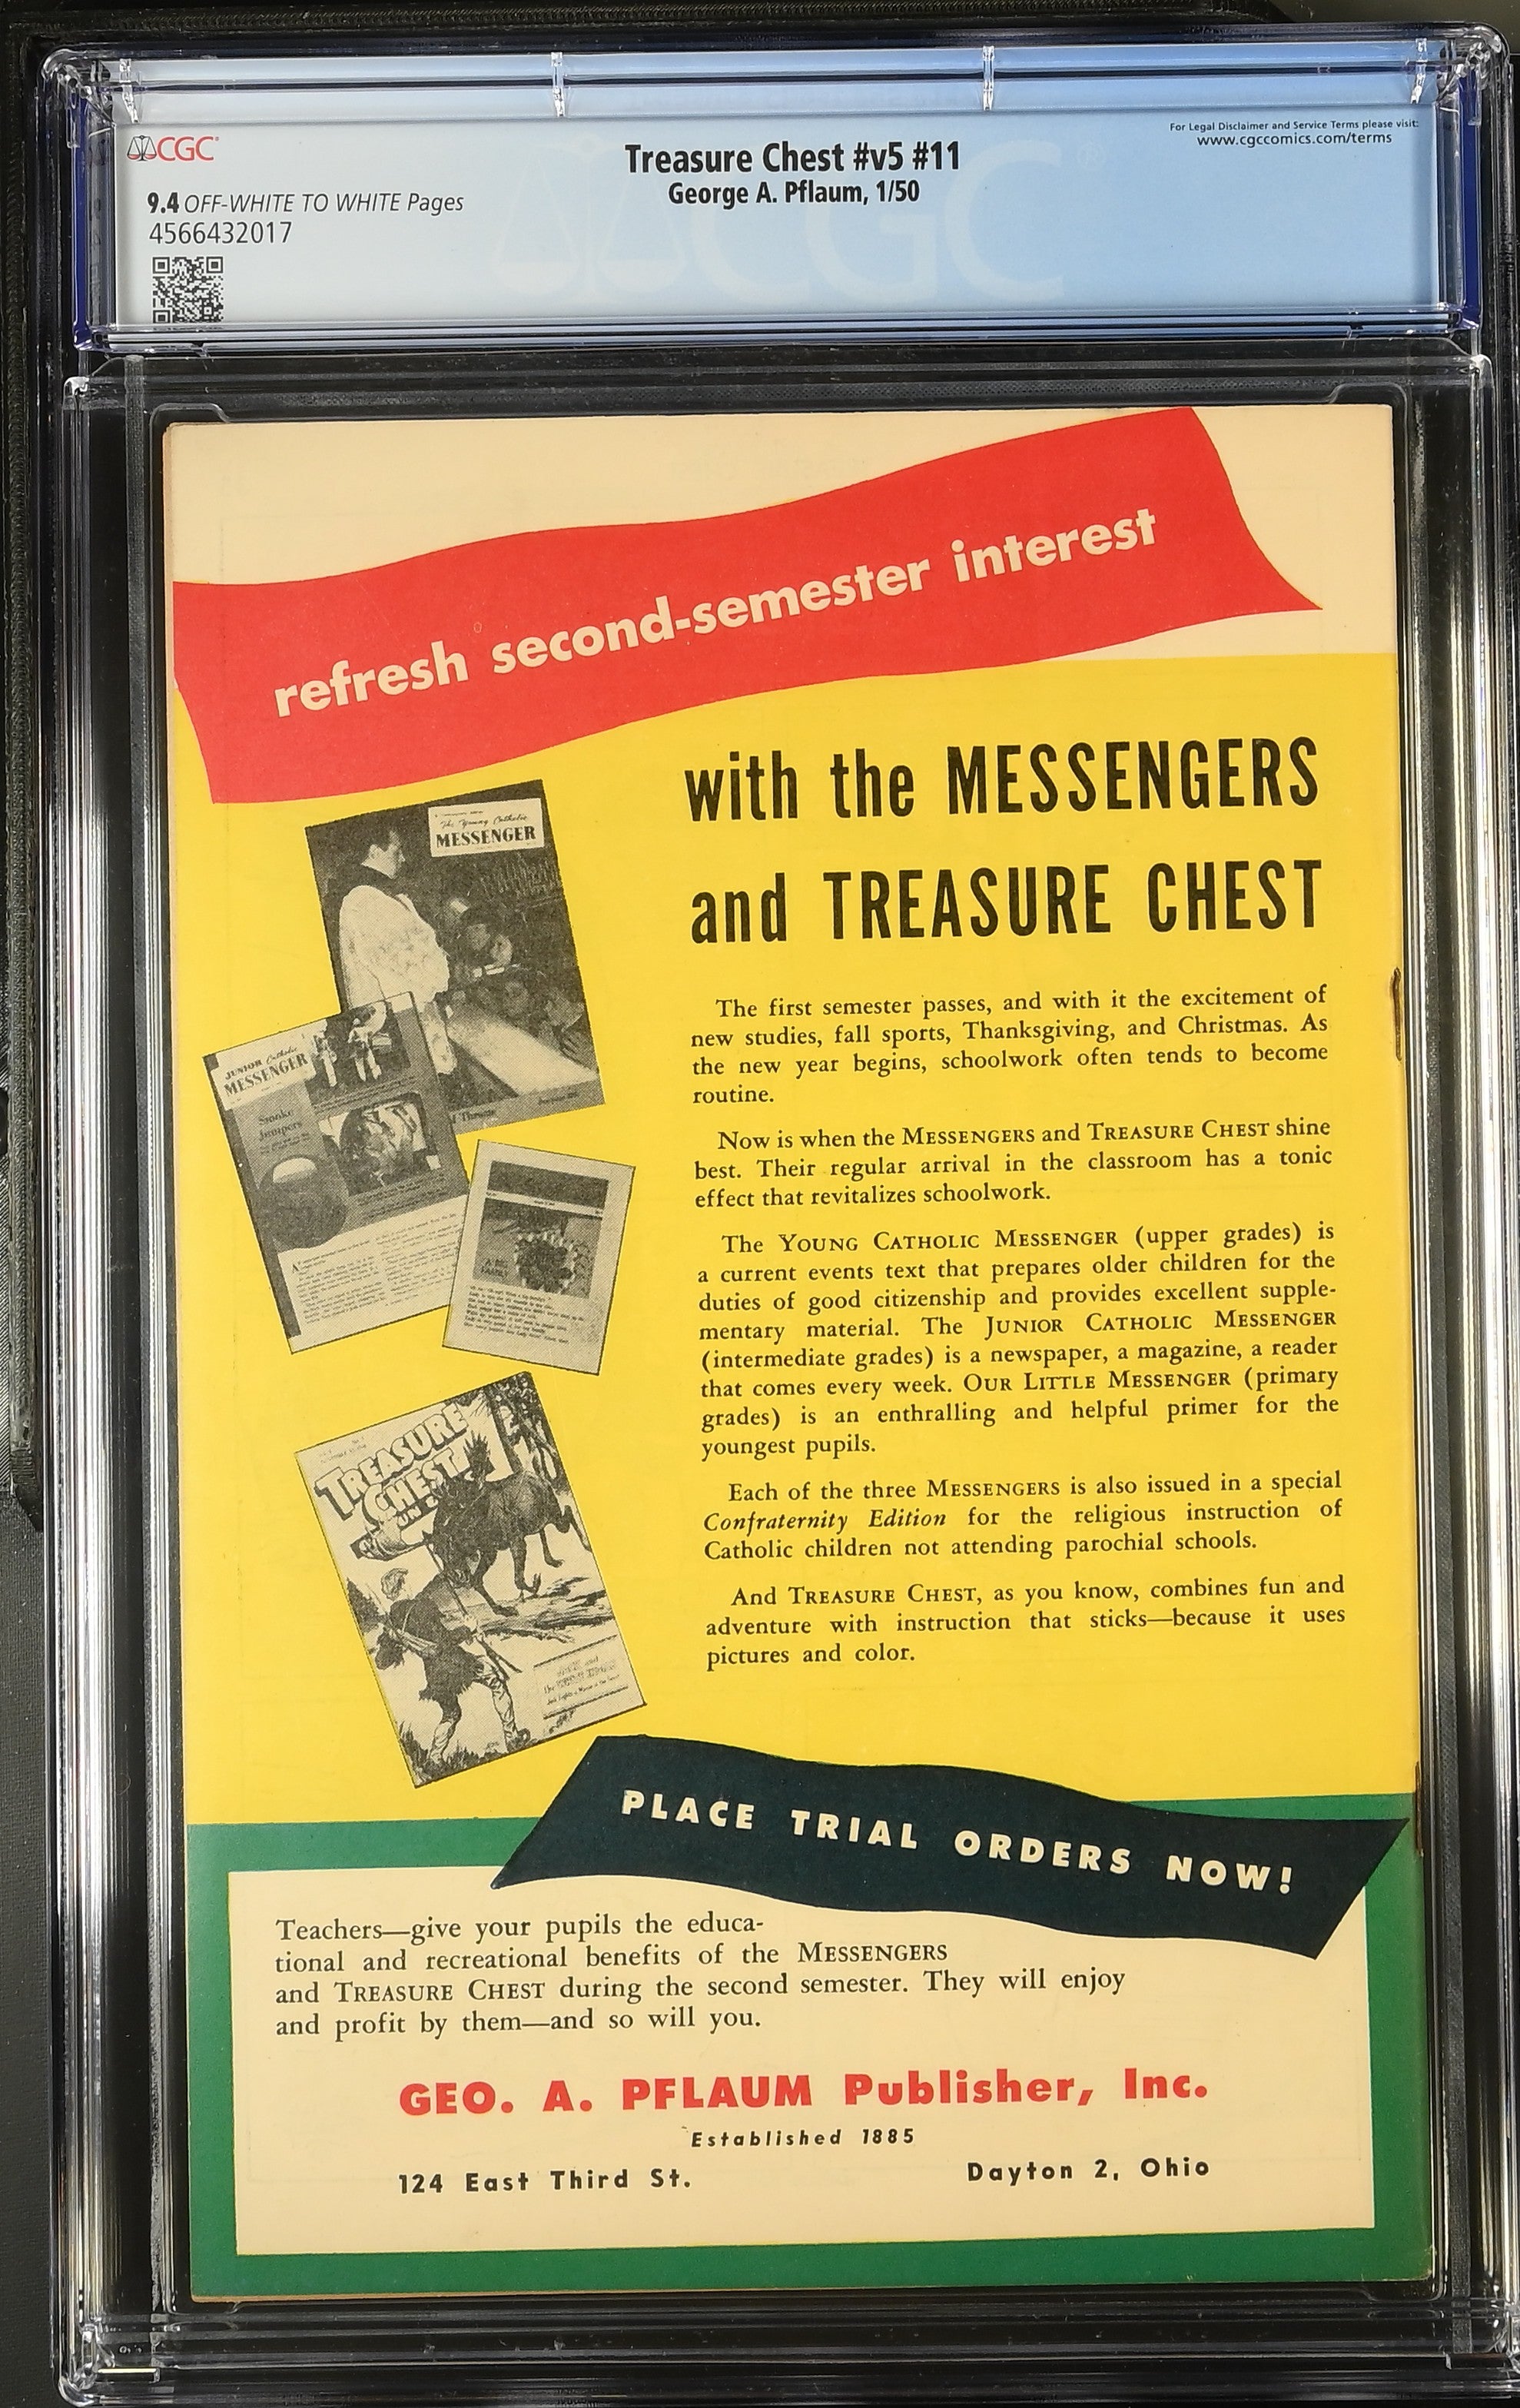 CGC
9.4 OFF-WHITE TO WHITE Pages
4566432017
Treasure Chest #v5 #11
George A. Pflaum, 1/50
For Legal Disclaimer and Service Terms please visit:
www.cgccomics.com/terms
refresh second-semester interest
with the MESSENGERS
and TREASURE CHEST
The Young Catholic
MESSENGER
JUNIOR Catholic
MESSENGER
Smoke
Jumpers
TREASURE
CHEST
The first semester passes, and with it the excitement of
new studies, fall sports, Thanksgiving, and Christmas. As
the new year begins, schoolwork often tends to become
routine.
Now is when the MESSENGERS and TREASURE CHEST shine
best. Their regular arrival in the classroom has a tonic
effect that revitalizes schoolwork.
The YOUNG CATHOLIC MESSENGER (upper grades) is
a current events text that prepares older children for the
duties of good citizenship and provides excellent supple-
mentary material. The JUNIOR CATHOLIC MESSENGER
(intermediate grades) is a newspaper, a magazine, a reader
that comes every week. OUR LITTLE MESSENGER (primary
grades) is an enthralling and helpful primer for the
youngest pupils.
Each of the three MESSENGERS is also issued in a special
Confraternity Edition for the religious instruction of
Catholic children not attending parochial schools.
And TREASURE CHEST, as you know, combines fun and
adventure with instruction that sticks—because it uses
pictures and color.
PLACE TRIAL ORDERS NOW!
Teachers—give your pupils the educa-
tional and recreational benefits of the MESSENGERS
and TREASURE CHEST during the second semester. They will enjoy
and profit by them—and so will you.
GEO. A. PFLAUM Publisher, Inc.
Established 1885
124 East Third St. Dayton 2, Ohio